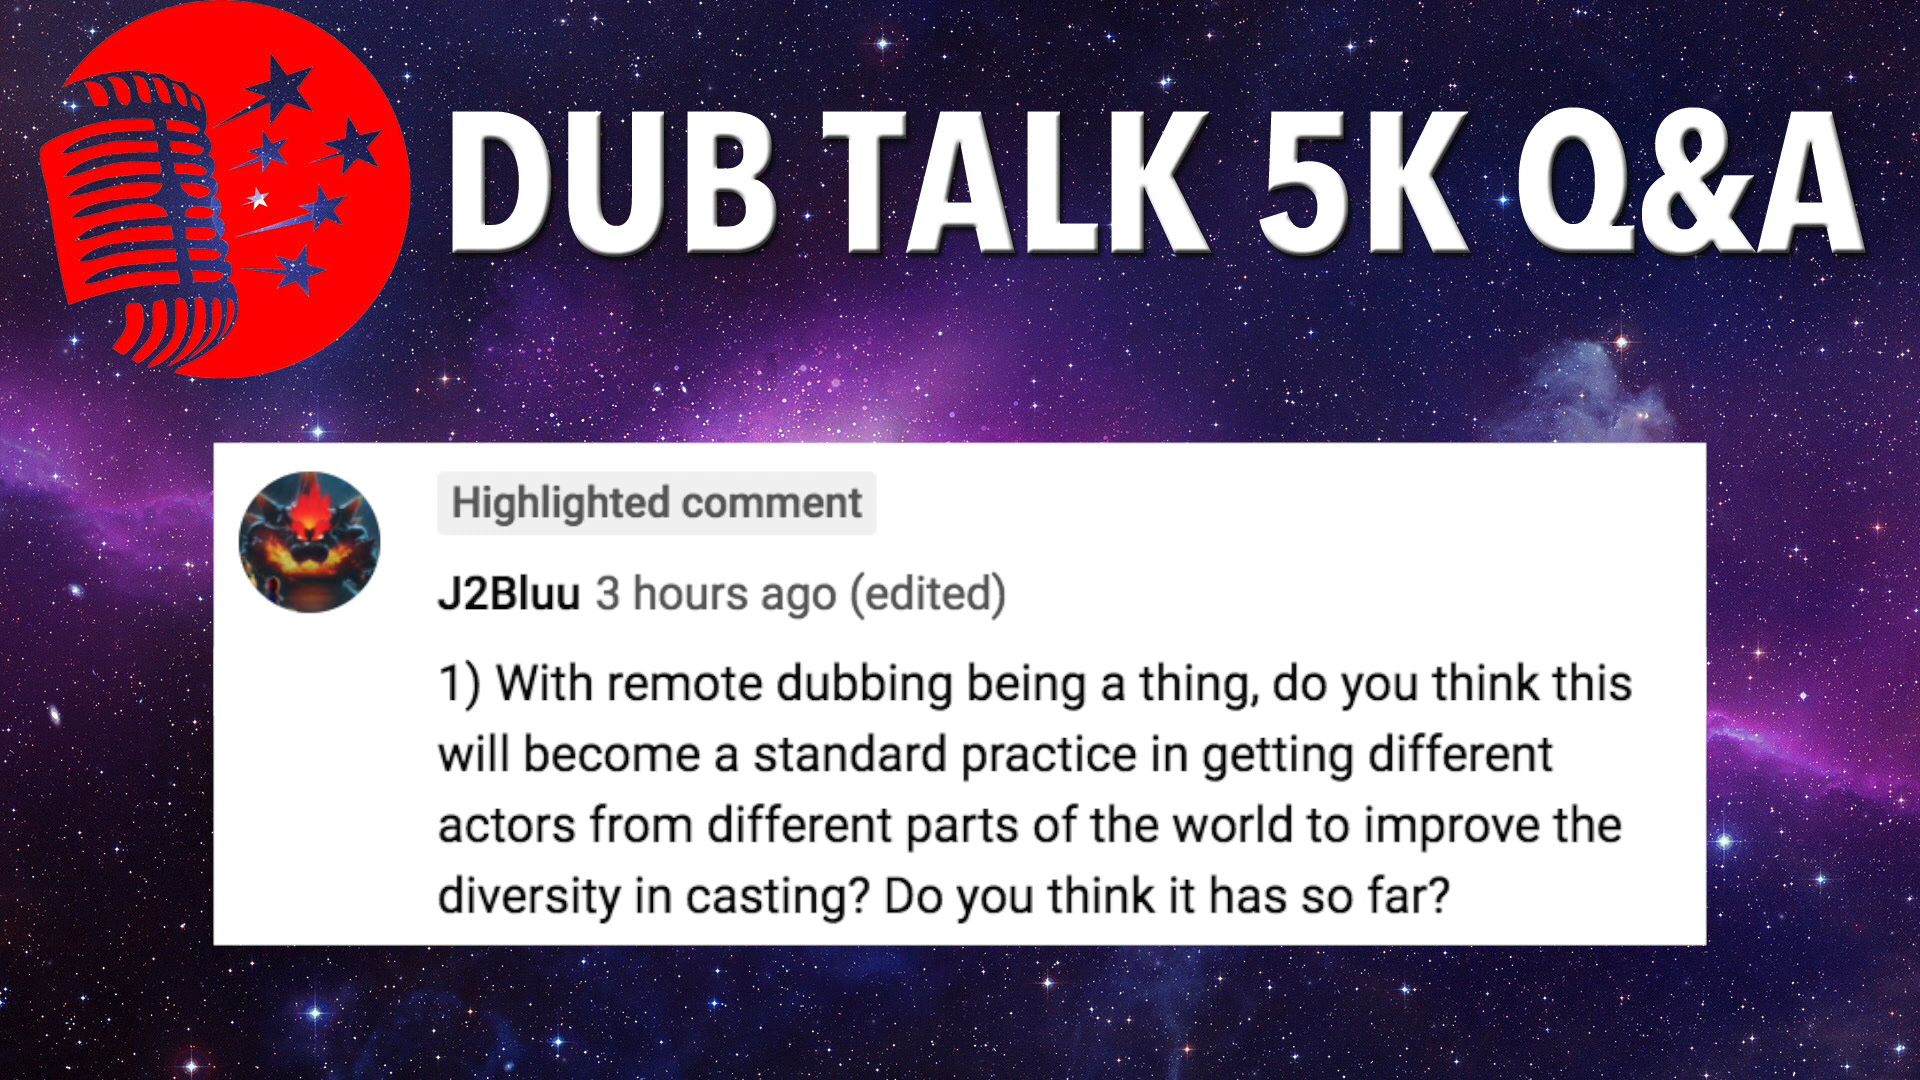 DUB TALK 5K Q&A
Highlighted comment
J2Bluu 3 hours ago (edited)
1) With remote dubbing being a thing, do you think this
will become a standard practice in getting different
actors from different parts of the world to improve the
diversity in casting? Do you think it has so far?